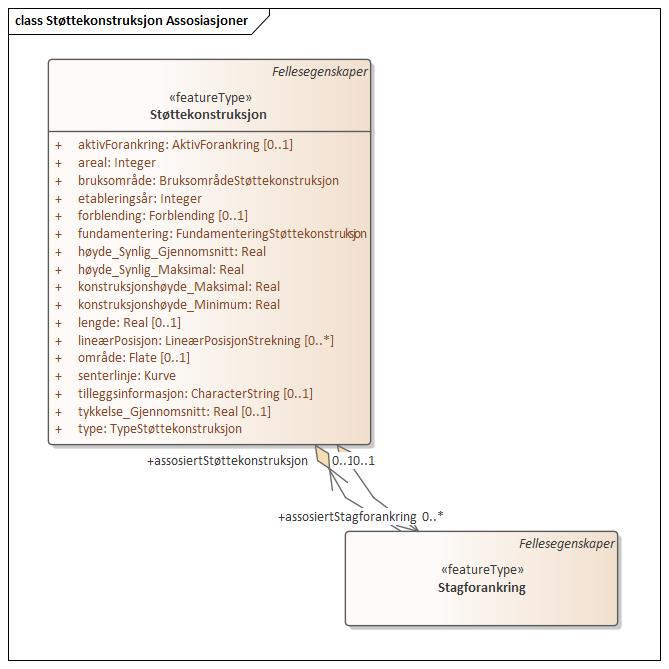 class Støttekonstruksjon Assosiasjoner
Fellesegenskaper
«featureType»
Støttekonstruksjon
+ aktivForankring: AktivForankring [0..1]
+ areal: Integer
+ bruksområde: BruksområdeStøttekonstruksjon
+ etableringsår: Integer
+ forblending: Forblending [0..1]
+ fundamentering: FundamenteringStøttekonstruksjon
+ høyde_Synlig_Gjennomsnitt: Real
+ høyde_Synlig_Maksimal: Real
+ konstruksjonshøyde_Maksimal: Real
+ konstruksjonshøyde_Minimum: Real
+ lengde: Real [0..1]
+ lineærPosisjon: LineærPosisjonStrekning [0..*]
+ område: Flate [0..1]
+ senterlinje: Kurve
+ tilleggsinformasjon: CharacterString [0..1]
+ tykkelse_Gjennomsnitt: Real [0..1]
+ type: TypeStøttekonstruksjon
+assosiertStøttekonstruksjon 0..1 0..1
+assosiertStagforankring 0..*
Fellesegenskaper
«featureType»
Stagforankring